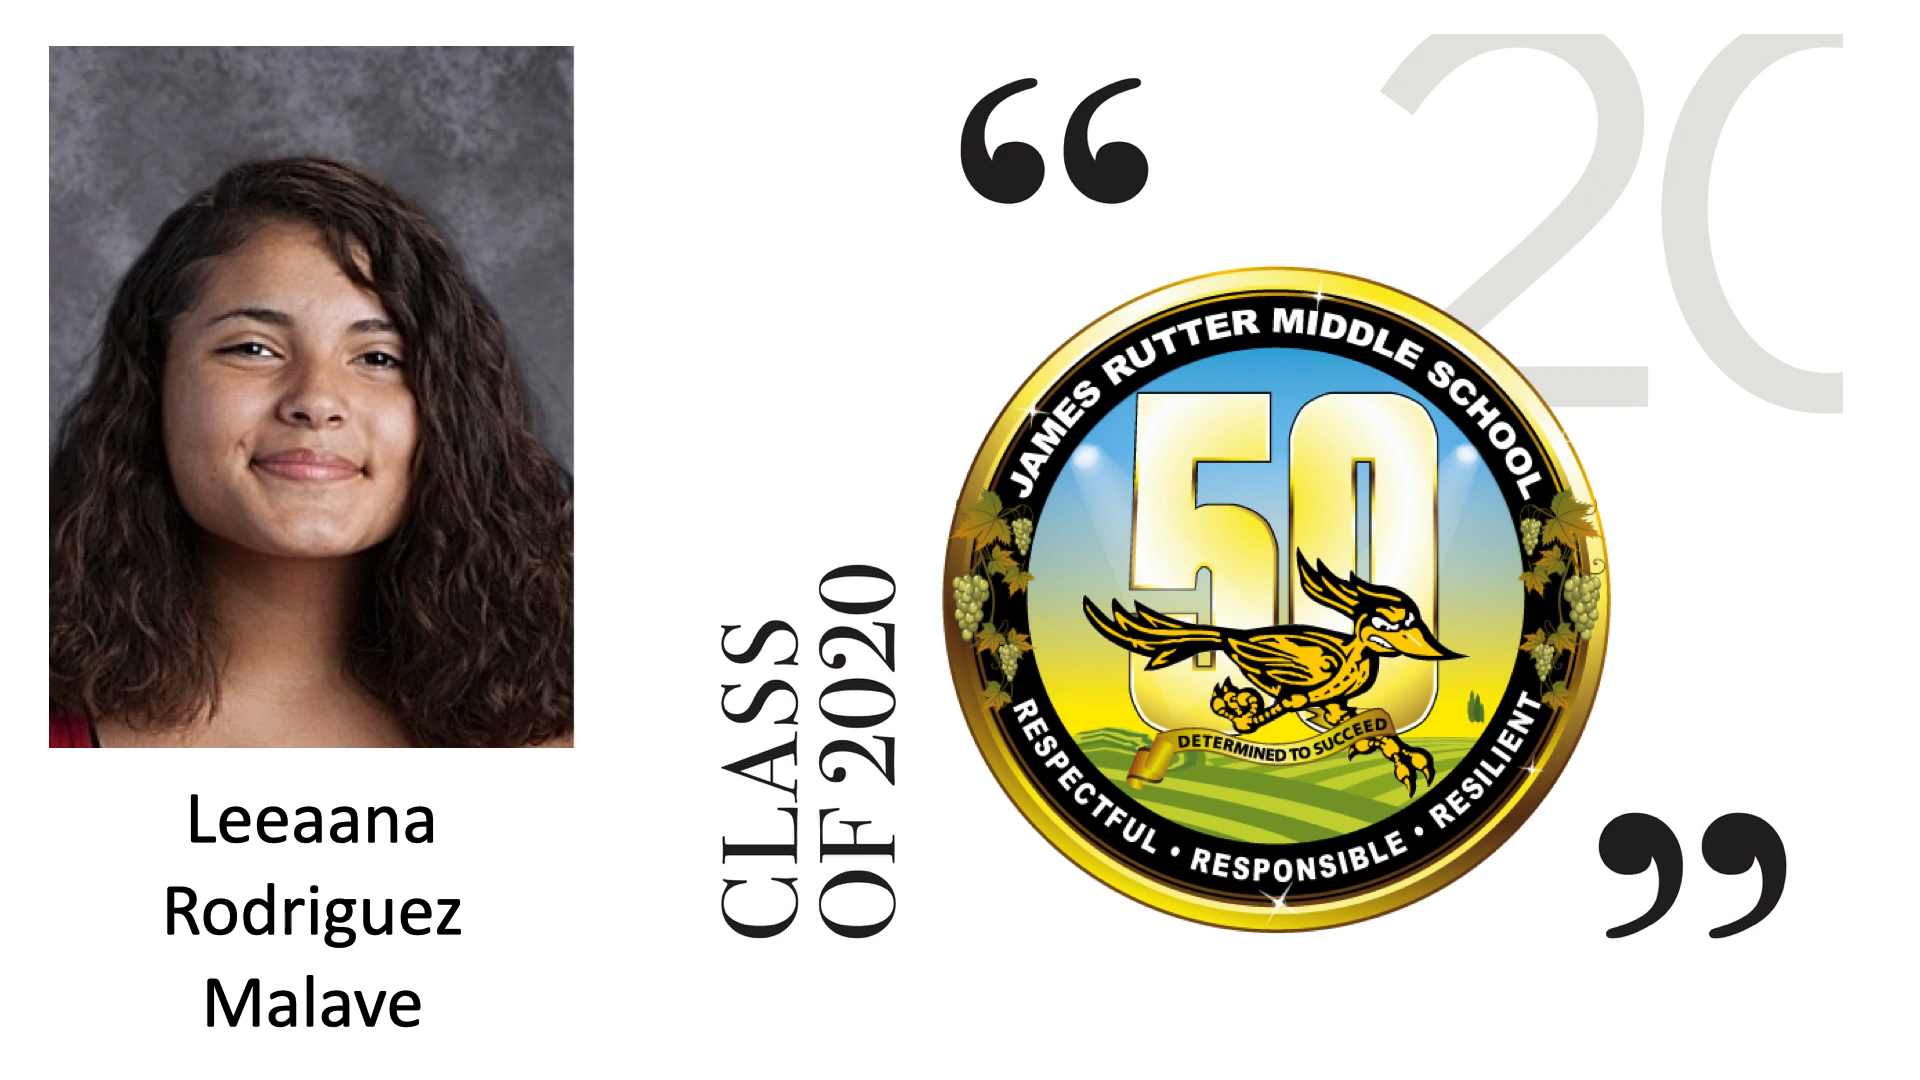 Leeaana
Rodriguez
Malave
CLASS
OF 2020
“
20
JAMES RUTTER MIDDLE SCHOOL
50
DETERMINED TO SUCCEED
RESPECTFUL • RESPONSIBLE • RESILIENT
”